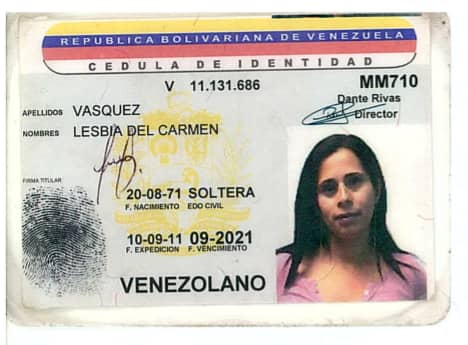 REPUBLICA BOLIVARIANA DE VENEZUELA
CEDULA DE IDENTIDAD
V 11.131.686 MM710
Dante Rivas
Director
APELLIDOS VASQUEZ
NOMBRES LESBIA DEL CARMEN
FIRMA TITULAR
20-08-71 SOLTERA
F. NACIMIENTO EDO CIVIL
10-09-11 09-2021
F. EXPEDICION F. VENCIMIENTO
VENEZOLANO